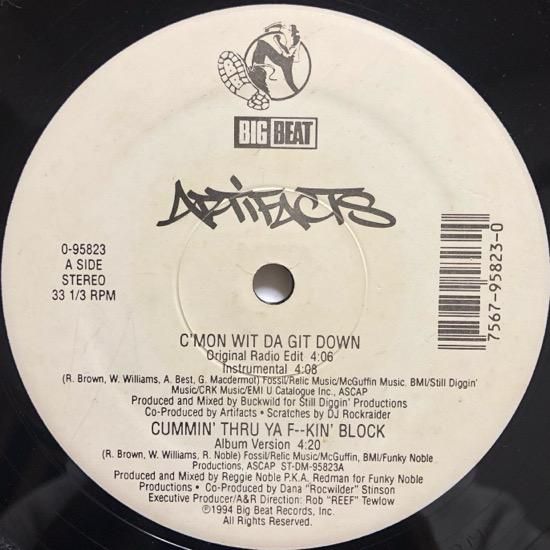 BIG BEAT
ARTIFACTS
0-95823
A SIDE
STEREO
33 1/3 RPM
7567-95823-0
C'MON WIT DA GIT DOWN
Original Radio Edit 4:06
Instrumental 4:08
(R. Brown, W. Williams, A. Best, G. Macdermol) Fossil/Relic Music/McGuffin Music, BMI/Still Diggin'
Music/CRK Music/EMI U Catalogue Inc., ASCAP
Produced and Mixed by Buckwild for Still Diggin' Productions
Co-Produced by Artifacts • Scratches by DJ Rockraider
CUMMIN' THRU YA F--KIN' BLOCK
Album Version 4:20
(R. Brown, W. Williams, R. Noble) Fossil/Relic Music/McGuffin, BMI/Funky Noble
Productions, ASCAP ST-DM-95823A
Produced and Mixed by Reggie Noble P.K.A. Redman for Funky Noble
Productions • Co-Produced by Dana "Rocwilder" Stinson
Executive Producer/A&R Direction: Rob "REEF" Tewlow
℗1994 Big Beat Records, Inc.
All Rights Reserved.